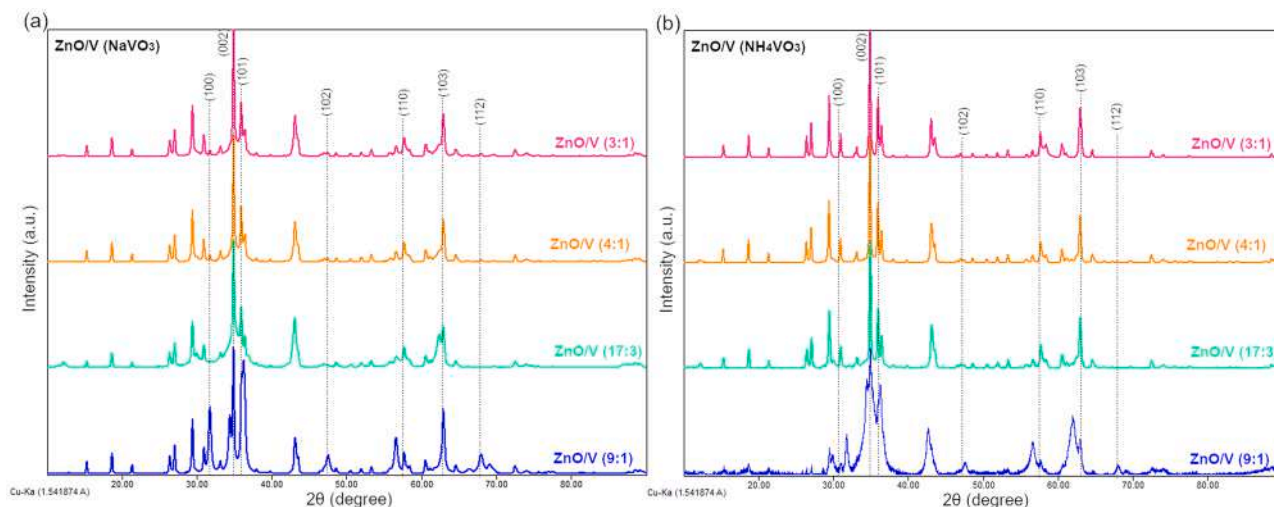 (a)
ZnO/V (NaVO₃)
(100)
(002)
(101)
(102)
(110)
(103)
(112)
ZnO/V (3:1)
ZnO/V (4:1)
ZnO/V (17:3)
ZnO/V (9:1)
Intensity (a.u.)
20.00 30.00 40.00 50.00 60.00 70.00 80.00
Cu-Ka (1.541874 A)
2θ (degree)
(b)
ZnO/V (NH₄VO₃)
(100)
(002)
(101)
(102)
(110)
(103)
(112)
ZnO/V (3:1)
ZnO/V (4:1)
ZnO/V (17:3
ZnO/V (9:1)
Intensity (a.u.)
20.00 30.00 40.00 50.00 60.00 70.00 80.00
Cu-Ka (1.541874 A)
2θ (degree)